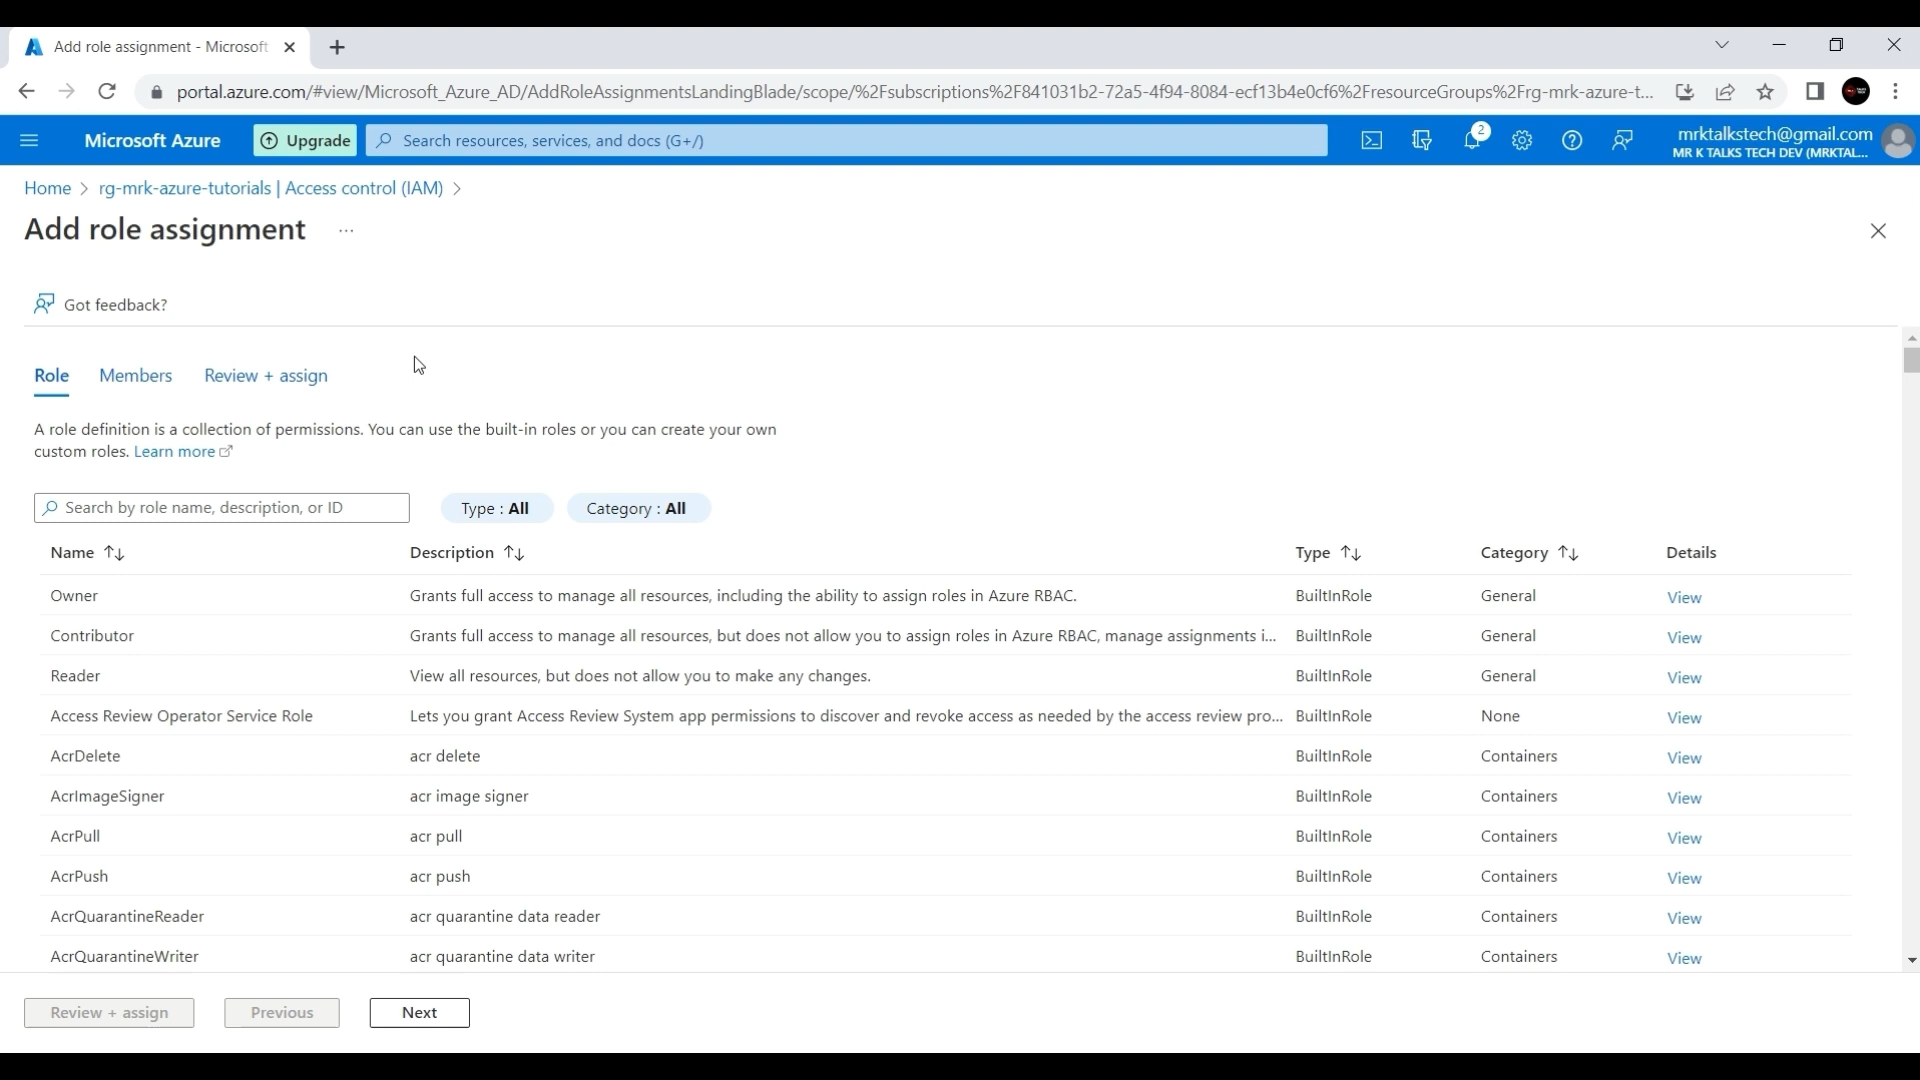 Add role assignment - Microsoft
portal.azure.com/#view/Microsoft_Azure_AD/AddRoleAssignmentsLandingBlade/scope/%2Fsubscriptions%2F841031b2-72a5-4f94-8084-ecf13b4e0cf6%2FresourceGroups%2Frg-mrk-azure-t...
Microsoft Azure Upgrade Search resources, services, and docs (G+/) 2 mrktalkstech@gmail.com
MR K TALKS TECH DEV (MRKTAL...
Home > rg-mrk-azure-tutorials | Access control (IAM) >
Add role assignment ...
Got feedback?
Role Members Review + assign
A role definition is a collection of permissions. You can use the built-in roles or you can create your own
custom roles. Learn more
Search by role name, description, or ID Type : All Category : All
Name Description Type Category Details
Owner Grants full access to manage all resources, including the ability to assign roles in Azure RBAC. BuiltInRole General View
Contributor Grants full access to manage all resources, but does not allow you to assign roles in Azure RBAC, manage assignments i... BuiltInRole General View
Reader View all resources, but does not allow you to make any changes. BuiltInRole General View
Access Review Operator Service Role Lets you grant Access Review System app permissions to discover and revoke access as needed by the access review pro... BuiltInRole None View
AcrDelete acr delete BuiltInRole Containers View
AcrImageSigner acr image signer BuiltInRole Containers View
AcrPull acr pull BuiltInRole Containers View
AcrPush acr push BuiltInRole Containers View
AcrQuarantineReader acr quarantine data reader BuiltInRole Containers View
AcrQuarantineWriter acr quarantine data writer BuiltInRole Containers View
Review + assign Previous Next